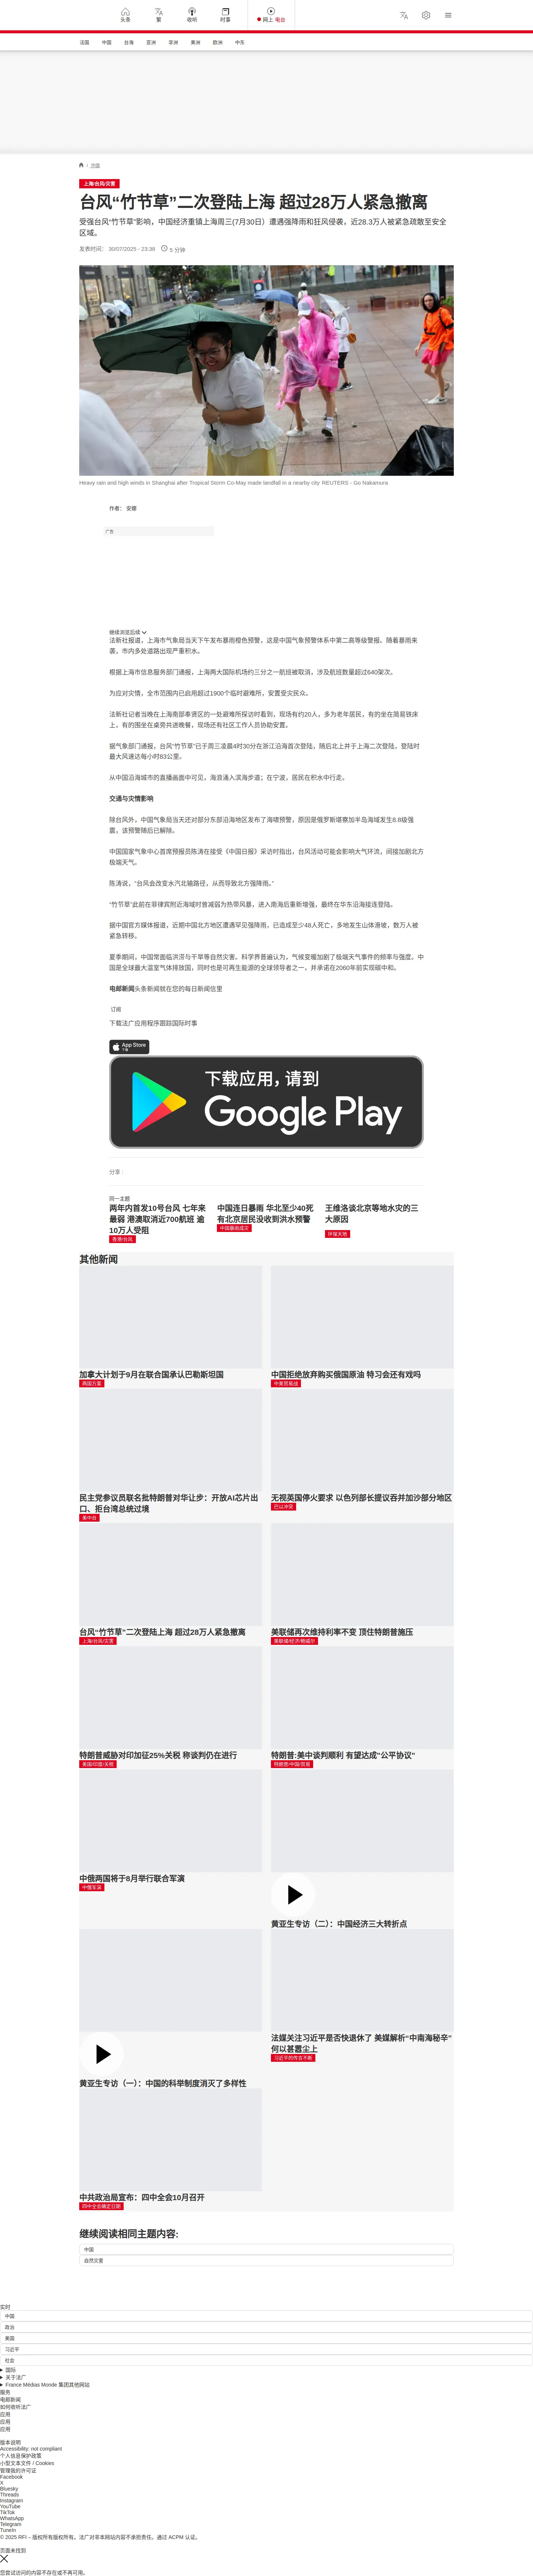 头条
繁
收听
时事
网上 电台
法国
中国
台海
亚洲
非洲
美洲
欧洲
中东
/ 中国
上海/台风/灾害
台风“竹节草”二次登陆上海 超过28万人紧急撤离
受强台风“竹节草”影响，中国经济重镇上海周三(7月30日）遭遇强降雨和狂风侵袭，近28.3万人被紧急疏散至安全
区域。
发表时间： 30/07/2025 - 23:38
5 分钟
Heavy rain and high winds in Shanghai after Tropical Storm Co-May made landfall in a nearby city REUTERS - Go Nakamura
作者： 安娜
广告
继续浏览后续
法新社报道，上海市气象局当天下午发布暴雨橙色预警，这是中国气象预警体系中第二高等级警报。随着暴雨来
袭，市内多处道路出现严重积水。
根据上海市信息服务部门通报，上海两大国际机场约三分之一航班被取消，涉及航班数量超过640架次。
为应对灾情，全市范围内已启用超过1900个临时避难所，安置受灾民众。
法新社记者当晚在上海南部奉贤区的一处避难所探访时看到，现场有约20人，多为老年居民，有的坐在简易铁床
上，有的围坐在桌旁共进晚餐，现场还有社区工作人员协助安置。
据气象部门通报，台风“竹节草”已于周三凌晨4时30分在浙江沿海首次登陆，随后北上并于上海二次登陆，登陆时
最大风速达每小时83公里。
从中国沿海城市的直播画面中可见，海浪涌入滨海步道；在宁波，居民在积水中行走。
交通与灾情影响
除台风外，中国气象局当天还对部分东部沿海地区发布了海啸预警，原因是俄罗斯堪察加半岛海域发生8.8级强
震，该预警随后已解除。
中国国家气象中心首席预报员陈涛在接受《中国日报》采访时指出，台风活动可能会影响大气环流，间接加剧北方
极端天气。
陈涛说，“台风会改变水汽北输路径，从而导致北方强降雨。”
“竹节草”此前在菲律宾附近海域时曾减弱为热带风暴，进入南海后重新增强，最终在华东沿海接连登陆。
据中国官方媒体报道，近期中国北方地区遭遇罕见强降雨，已造成至少48人死亡，多地发生山体滑坡，数万人被
紧急转移。
夏季期间，中国常面临洪涝与干旱等自然灾害。科学界普遍认为，气候变暖加剧了极端天气事件的频率与强度。中
国是全球最大温室气体排放国，同时也是可再生能源的全球领导者之一，并承诺在2060年前实现碳中和。
电邮新闻头条新闻就在您的每日新闻信里
订阅
下载法广应用程序跟踪国际时事
App Store
下载
下载应用，请到
Google Play
分享 :
同一主题
两年内首发10号台风 七年来
最弱 港澳取消近700航班 逾
10万人受阻
香港/台风
中国连日暴雨 华北至少40死
有北京居民没收到洪水预警
中国暴雨成灾
王维洛谈北京等地水灾的三
大原因
环保天地
其他新闻
加拿大计划于9月在联合国承认巴勒斯坦国
两国方案
中国拒绝放弃购买俄国原油 特习会还有戏吗
中美贸易战
民主党参议员联名批特朗普对华让步：开放AI芯片出
口、拒台湾总统过境
美中台
无视英国停火要求 以色列部长提议吞并加沙部分地区
巴以冲突
台风“竹节草”二次登陆上海 超过28万人紧急撤离
上海/台风/灾害
美联储再次维持利率不变 顶住特朗普施压
美联储/经济/鲍威尔
特朗普威胁对印加征25%关税 称谈判仍在进行
美国/印度/关税
特朗普:美中谈判顺利 有望达成“公平协议”
特朗普/中国/贸易
中俄两国将于8月举行联合军演
中俄军演
黄亚生专访（二）：中国经济三大转折点
黄亚生专访（一）：中国的科举制度消灭了多样性
法媒关注习近平是否快退休了 美媒解析“中南海秘辛”
何以甚嚣尘上
习近平的传言不断
中共政治局宣布：四中全会10月召开
四中全会确定日期
继续阅读相同主题内容:
中国
自然灾害
实时
中国
政治
美国
习近平
社会
国际
关于法广
France Médias Monde 集团其他网站
服务
电邮新闻
如何收听法广
应用
应用
应用
版本说明
Accessibility: not compliant
个人信息保护政策
小型文本文件 / Cookies
管理我的许可证
Facebook
X
Bluesky
Threads
Instagram
YouTube
TikTok
WhatsApp
Telegram
TuneIn
© 2025 RFI – 版权所有版权所有。法广对非本网站内容不承担责任。通过 ACPM 认证。
页面未找到
您尝试访问的内容不存在或不再可用。